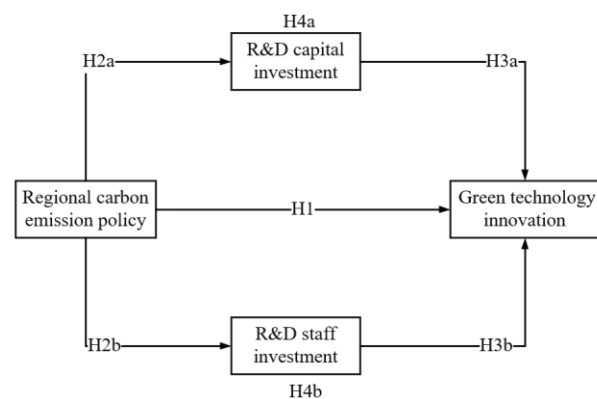 H4a
H2a
R&D capital
investment
H3a
Regional carbon
emission policy
H1
Green technology
innovation
H2b
R&D staff
investment
H3b
H4b